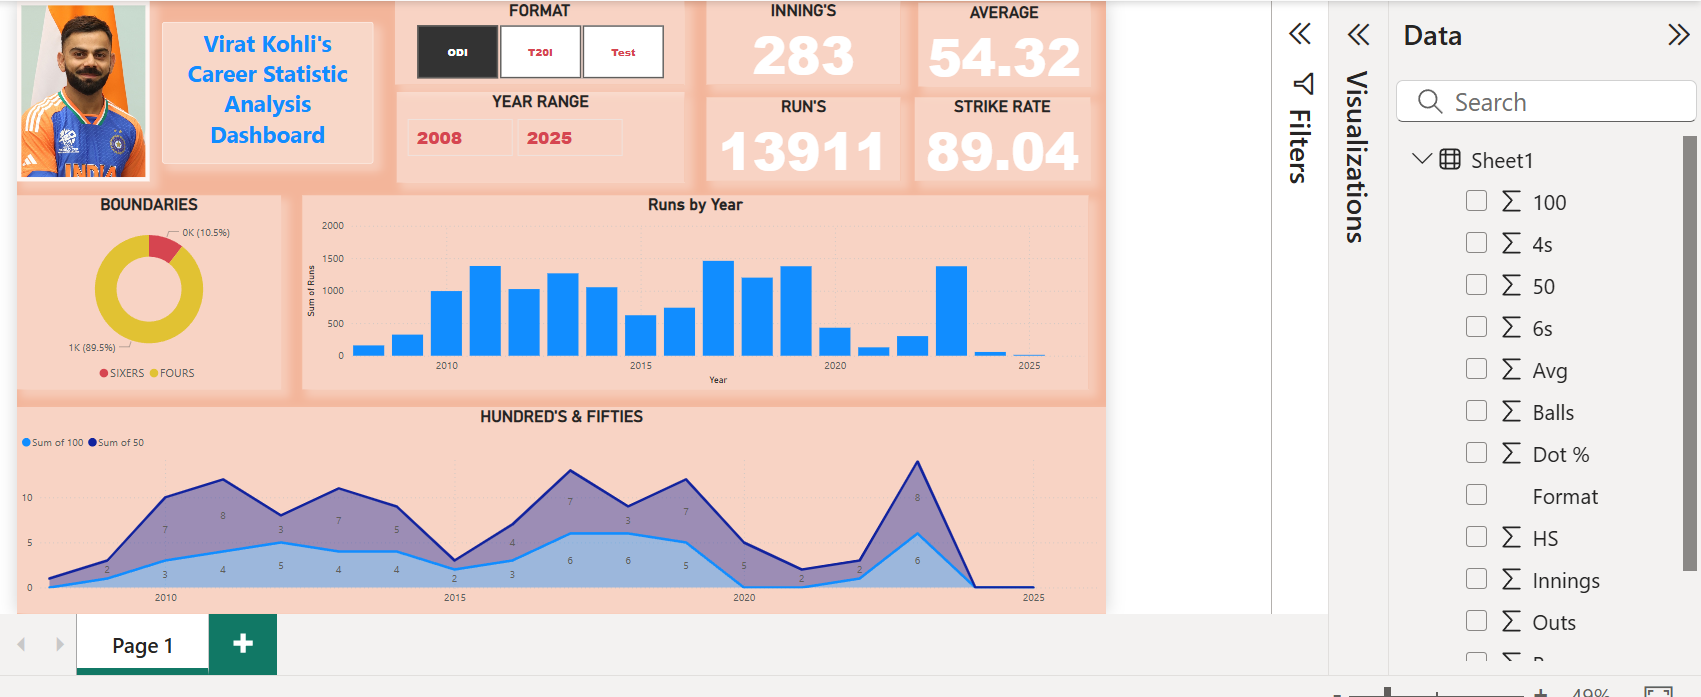 Virat Kohli's
Career Statistic
Analysis
Dashboard
INDIA
FORMAT
ODI
T20I
Test
YEAR RANGE
2008
2025
INNING'S
283
AVERAGE
54.32
RUN'S
13911
STRIKE RATE
89.04
BOUNDARIES
0K (10.5%)
1K (89.5%)
SIXERS
FOURS
Runs by Year
Sum of Runs
2000
1500
1000
500
0
2010
2015
2020
2025
Year
HUNDRED'S & FIFTIES
Sum of 100
Sum of 50
10
5
0
2
7
3
8
4
3
5
7
4
5
4
2
4
3
7
6
3
6
7
5
5
2
2
8
6
2010
2015
2020
2025
Page 1
+
Filters
Visualizations
Data
Search
Sheet1
∑ 100
∑ 4s
∑ 50
∑ 6s
∑ Avg
∑ Balls
∑ Dot %
Format
∑ HS
∑ Innings
∑ Outs
- +
49%